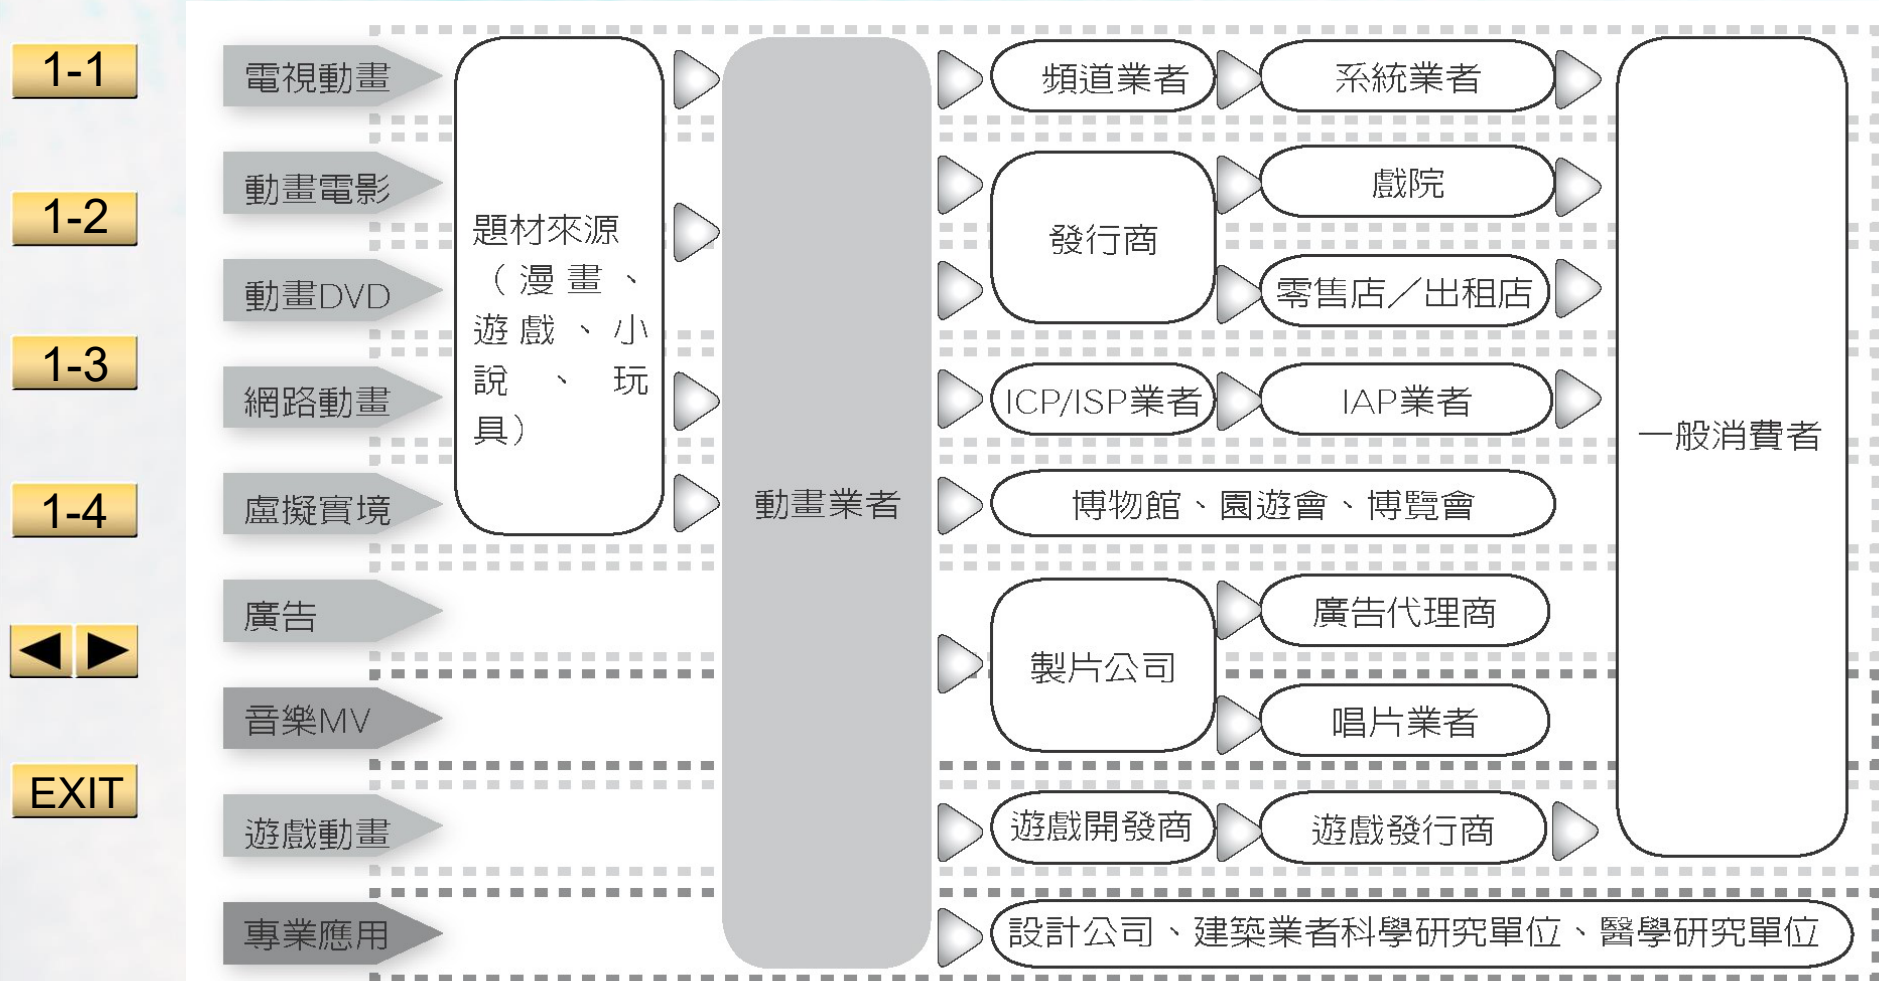 1-1
1-2
1-3
1-4
EXIT
電視動畫
動畫電影
動畫DVD
網路動畫
虛擬實境
廣告
音樂MV
遊戲動畫
專業應用
題材來源
（漫畫、
遊戲、小
說、玩
具）
動畫業者
頻道業者
系統業者
發行商
戲院
零售店／出租店
ICP/ISP業者
IAP業者
博物館、園遊會、博覽會
製片公司
廣告代理商
唱片業者
遊戲開發商
遊戲發行商
設計公司、建築業者科學研究單位、醫學研究單位
一般消費者